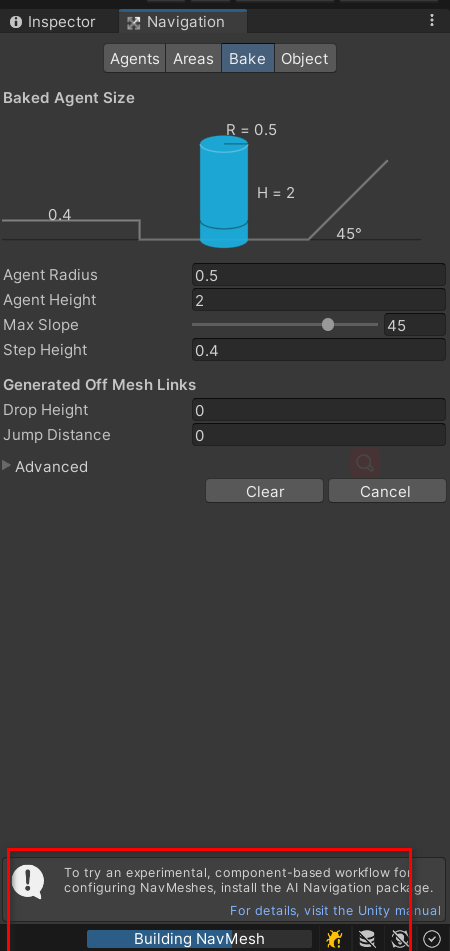 Inspector Navigation
Agents Areas Bake Object
Baked Agent Size
R = 0.5
H = 2
0.4
45°
Agent Radius 0.5
Agent Height 2
Max Slope 45
Step Height 0.4
Generated Off Mesh Links
Drop Height 0
Jump Distance 0
Advanced
Clear Cancel
To try an experimental, component-based workflow for
configuring NavMeshes, install the AI Navigation package.
For details, visit the Unity manual
Building NavMesh